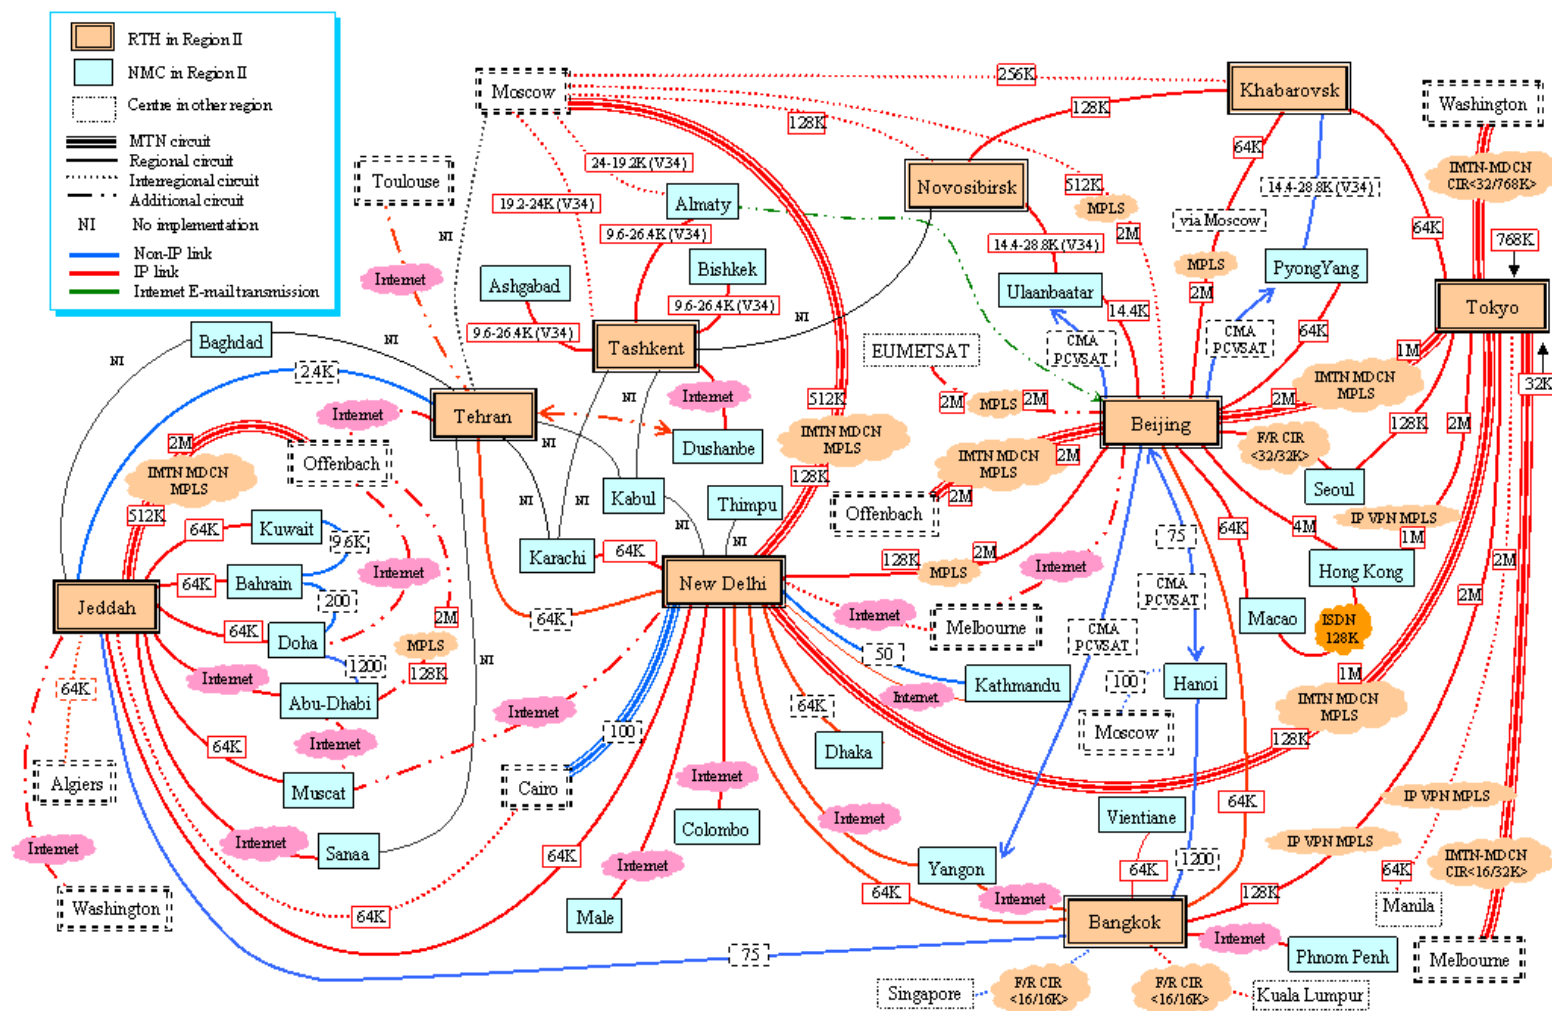 RTH in Region II
NMC in Region II
Centre in other region
MTN circuit
Regional circuit
Interregional circuit
Additional circuit
NI No implementation
Non-IP link
IP link
Internet E-mail transmission
Moscow
256K
Khabarovsk
Washington
128K
128K
64K
IMTN-MDCN
CIR<32/768K>
Toulouse
24-19.2K (V34)
Novosibirsk
512K
MPLS
14.4-28.8K (V34)
19.2-24K (V34)
Almaty
via Moscow
2M
64K
768K
NI
9.6-26.4K (V34)
14.4-28.8K (V34)
Internet
Ashgabad
Bishkek
Ulaanbaatar
MPLS
2M
PyongYang
Tokyo
9.6-26.4K (V34)
14.4K
NI
9.6-26.4K (V34)
Baghdad
NI
NI
Tashkent
EUMETSAT
CMA
PCVSAT
CMA
PCVSAT
64K
1M
2.4K
Internet
512K
2M
MPLS
2M
2M
IMTN MDCN
MPLS
32K
Internet
Tehran
NI
Dushanbe
IMTN MDCN
MPLS
Beijing
F/R CIR
<32/32K>
128K
2M
2M
Offenbach
IMTN MDCN
MPLS
2M
IMTN MDCN
MPLS
128K
2M
Seoul
512K
Kuwait
64K
9.6K
NI
NI
Kabul
NI
Thimpu
NI
Offenbach
64K
4M
IP VPN MPLS
1M
Karachi
64K
128K
MPLS
2M
75
2M
Internet
Internet
Hong Kong
64K
Bahrain
New Delhi
CMA
PCVSAT
Jeddah
200
64K
Doha
64K
2M
Internet
Melbourne
CMA
PCVSAT
Macao
ISDN
128K
2M
MPLS
128K
NI
1200
50
Kathmandu
Internet
100
Hanoi
1M
64K
Internet
Abu-Dhabi
Internet
64K
Moscow
IMTN MDCN
MPLS
128K
Internet
100
Dhaka
64K
Algiers
Muscat
Cairo
Internet
64K
IP VPN MPLS
Vientiane
Colombo
Internet
IP VPN MPLS
Internet
Internet
Sanaa
64K
Internet
Yangon
64K
1200
64K
IMTN-MDCN
CIR<16/32K>
Washington
64K
Male
64K
Internet
128K
Manila
Bangkok
75
Internet
Phnom Penh
Melbourne
Singapore
F/R CIR
<16/16K>
F/R CIR
<16/16K>
Kuala Lumpur